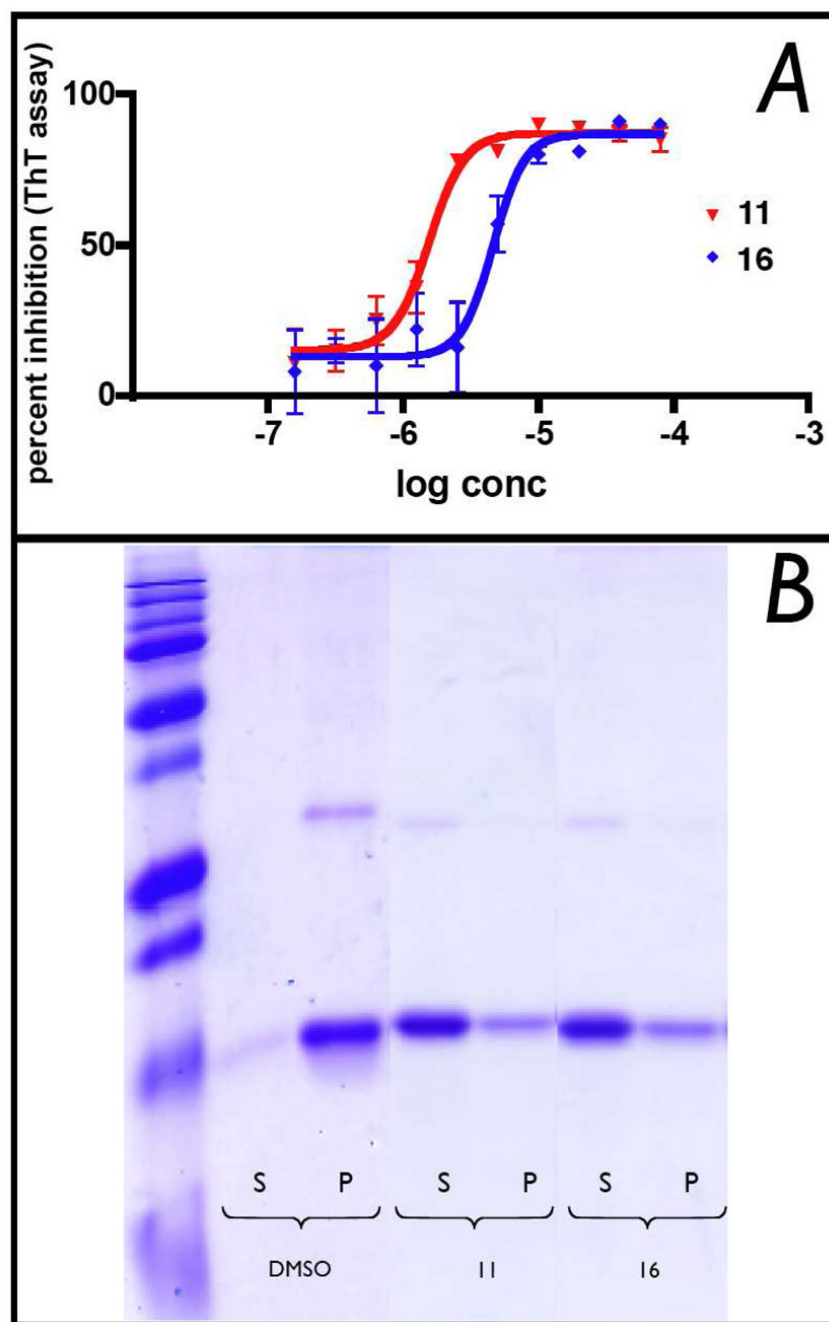 A
percent inhibition (ThT assay)
100
50
0
-7
-6
-5
-4
-3
log conc
11
16
B
S
P
S
P
S
P
DMSO
11
16